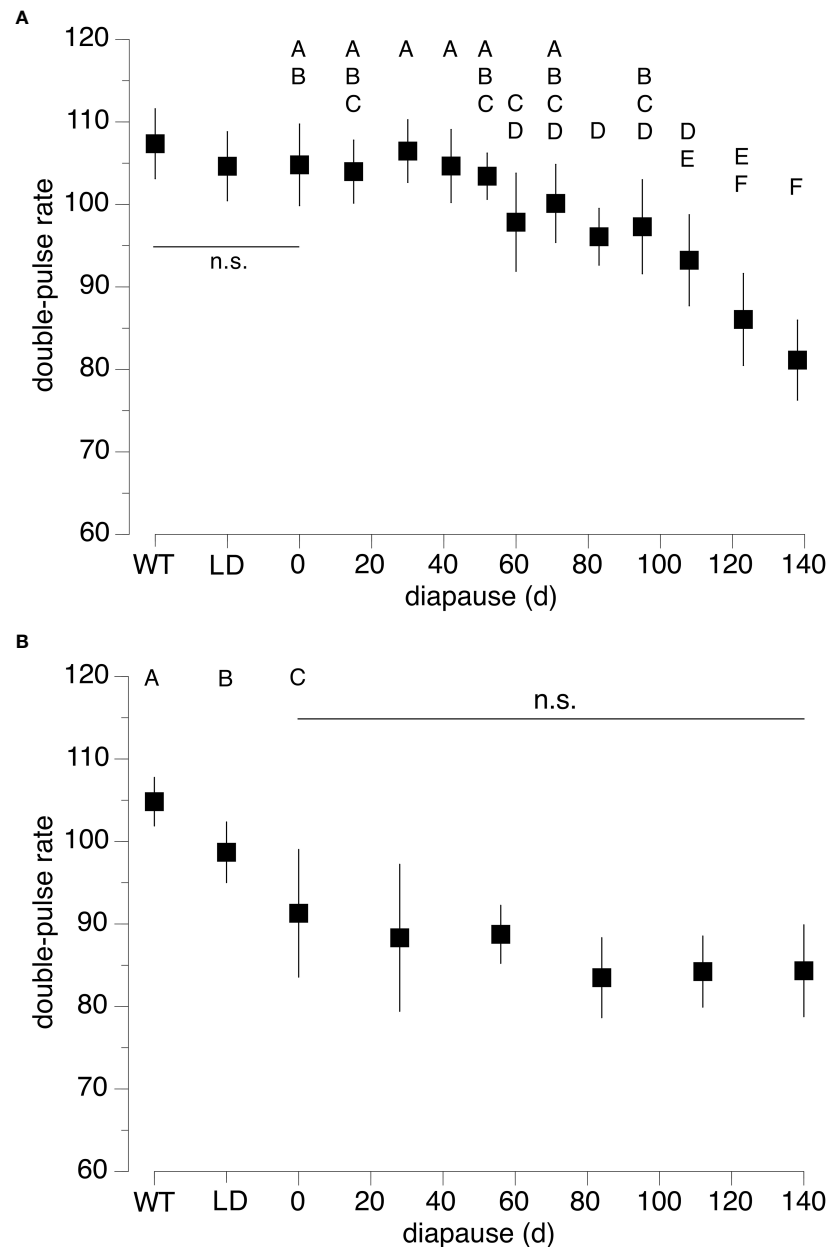 A
120
A A A A A A
B B B B B
C C C C C
D D D D D
E E
F F
110
100
90
80
70
60
n.s.
double-pulse rate
WT LD 0 20 40 60 80 100 120 140
diapause (d)
B
120
A B C
n.s.
110
100
90
80
70
60
double-pulse rate
WT LD 0 20 40 60 80 100 120 140
diapause (d)